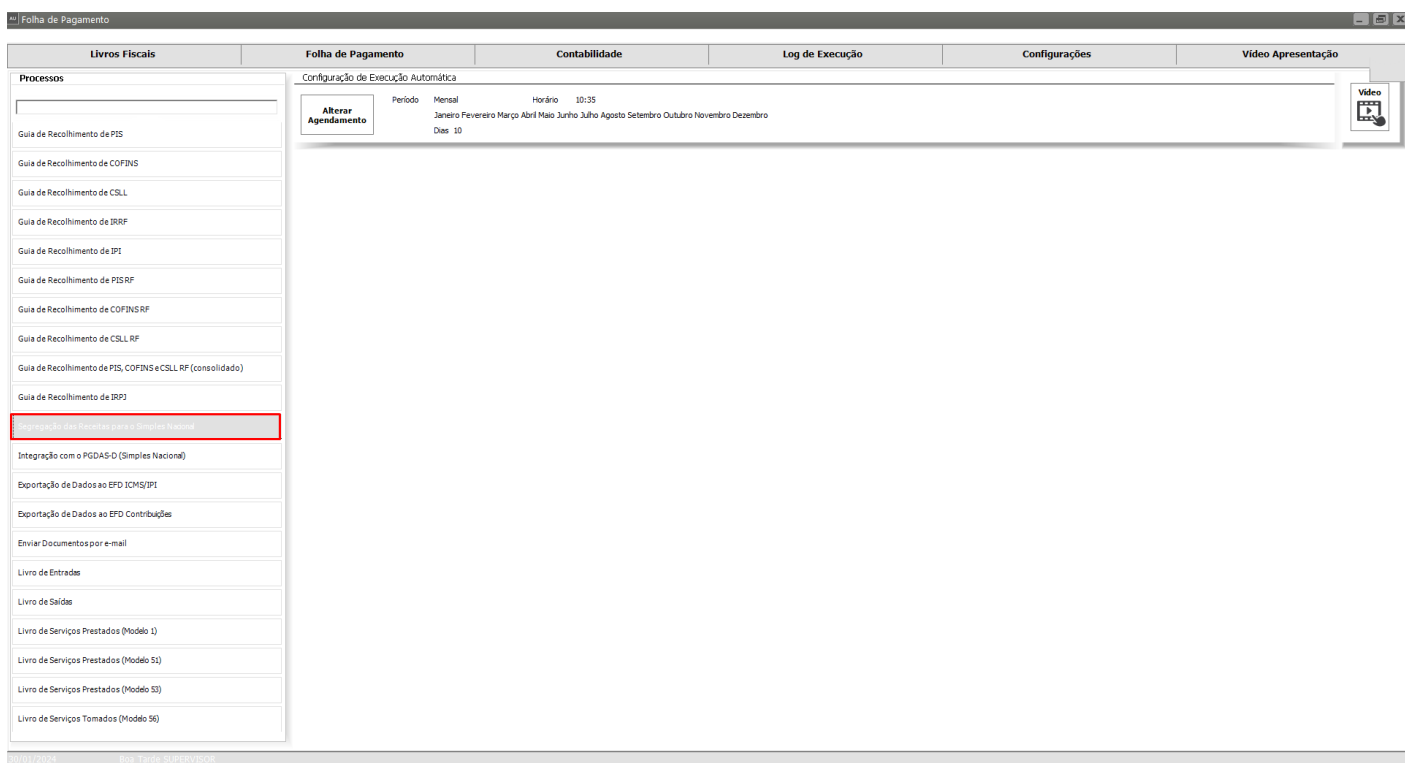 AU Folha de Pagamento
Livros Fiscais
Folha de Pagamento
Contabilidade
Log de Execução
Configurações
Vídeo Apresentação
Processos
Guia de Recolhimento de PIS
Guia de Recolhimento de COFINS
Guia de Recolhimento de CSLL
Guia de Recolhimento de IRRF
Guia de Recolhimento de IPI
Guia de Recolhimento de PIS RF
Guia de Recolhimento de COFINS RF
Guia de Recolhimento de CSLL RF
Guia de Recolhimento de PIS, COFINS e CSLL RF (consolidado)
Guia de Recolhimento de IRPJ
Segregação das Receitas para o Simples Nacional
Integração com o PGDAS-D (Simples Nacional)
Exportação de Dados ao EFD ICMS/IPI
Exportação de Dados ao EFD Contribuições
Enviar Documentos por e-mail
Livro de Entradas
Livro de Saídas
Livro de Serviços Prestados (Modelo 1)
Livro de Serviços Prestados (Modelo 51)
Livro de Serviços Prestados (Modelo 53)
Livro de Serviços Tomados (Modelo 56)
Configuração de Execução Automática
Alterar
Agendamento
Período Mensal Horário 10:35
Janeiro Fevereiro Março Abril Maio Junho Julho Agosto Setembro Outubro Novembro Dezembro
Dias 10
Vídeo
30/01/2024 Boa Tarde SUPERVISOR